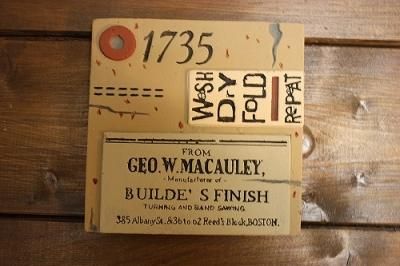 1735
WASH
DRY
FOLD
REPEAT
FROM
GEO.W.MACAULEY,
- Manufacturer of -
BUILDE' S FINISH
TURNING AND BAND SAWING.
385 Albany St. & 36 to 62 Reed's Block, BOSTON.